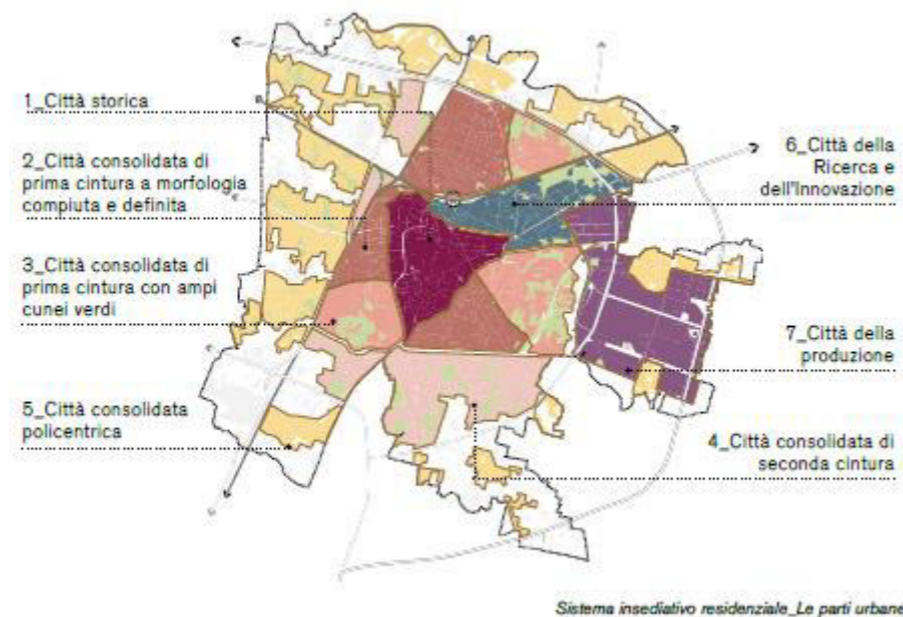 1_Città storica
2_Città consolidata di
prima cintura a morfologia
compiuta e definita
3_Città consolidata di
prima cintura con ampi
cunei verdi
5_Città consolidata
policentrica
6_Città della
Ricerca e
dell'Innovazione
7_Città della
produzione
4_Città consolidata di
seconda cintura
Sistema insediativo residenziale_Le parti urbane